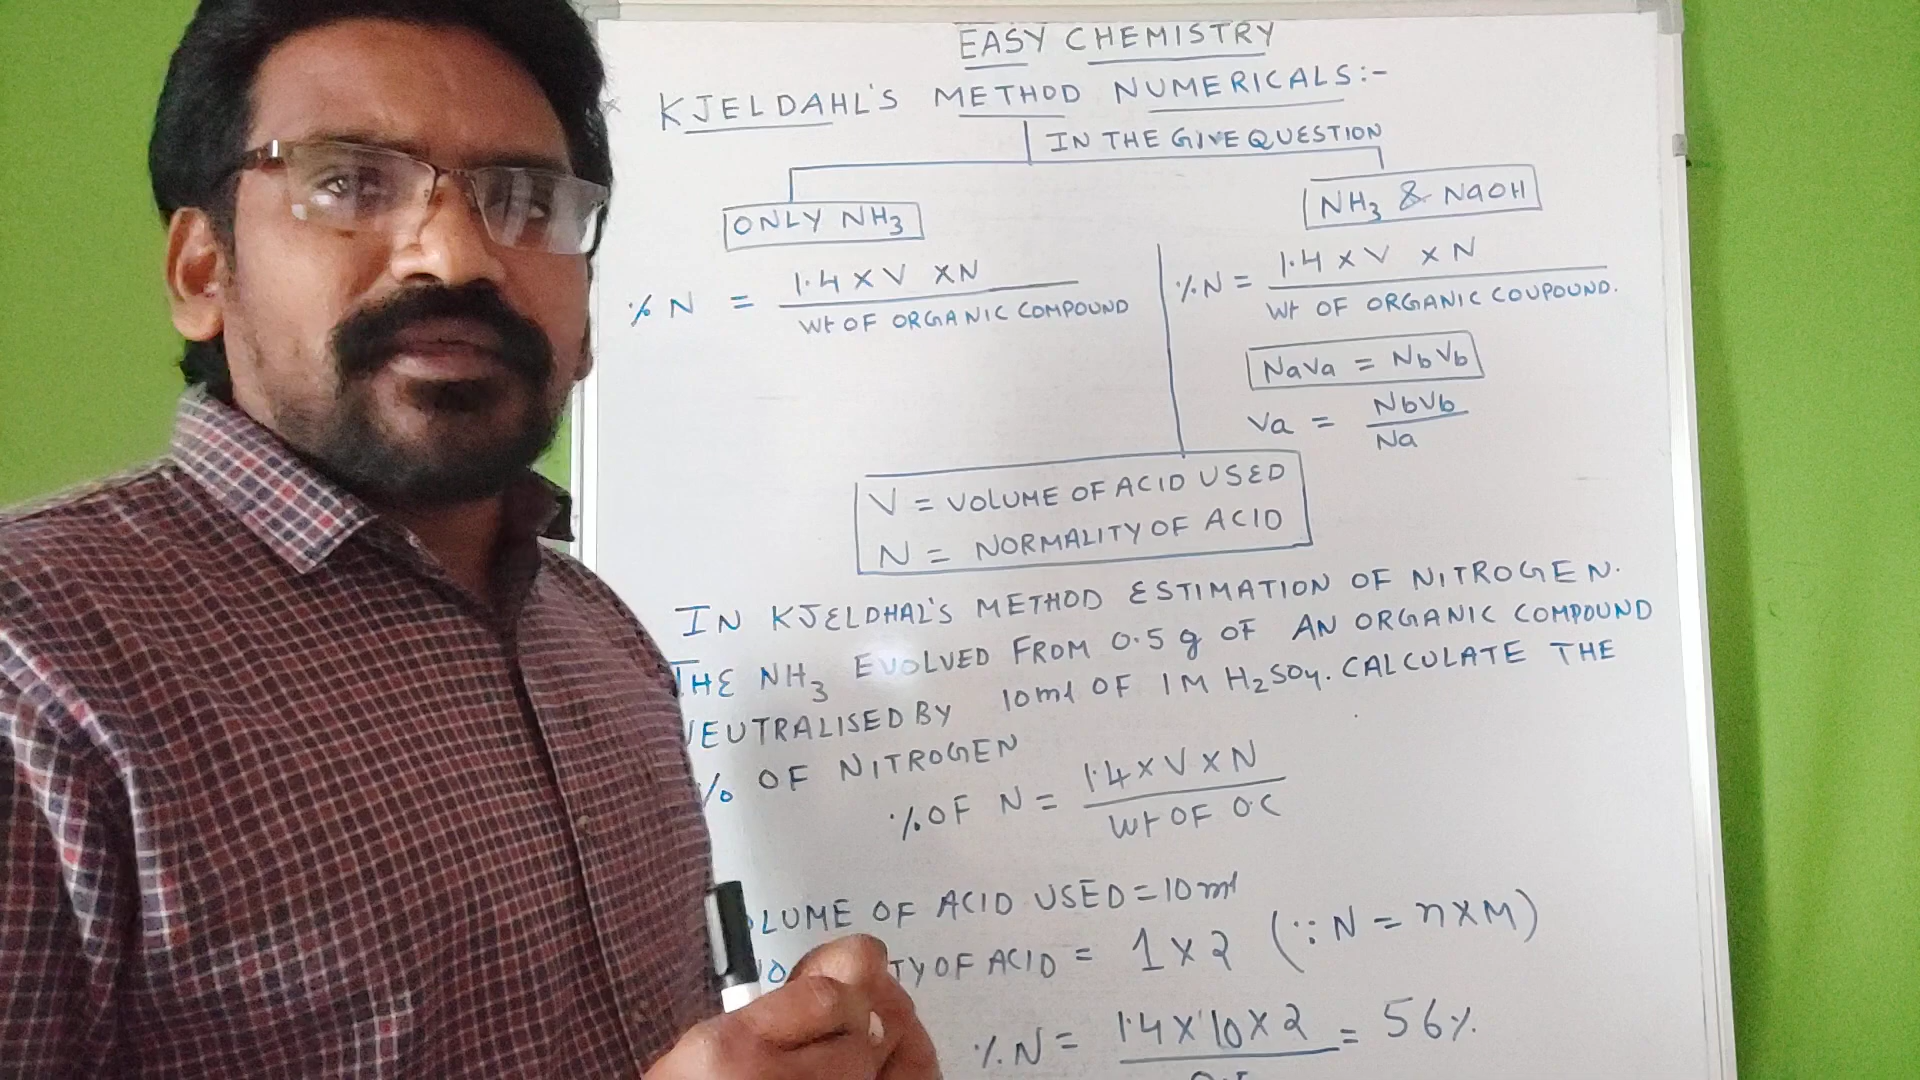 EASY CHEMISTRY
KJELDAHL'S METHOD NUMERICALS:-
IN THE GIVE QUESTION
ONLY NH3
NH3 & NaOH
% N = 1.4 x V x N / Wt OF ORGANIC COMPOUND
% N = 1.4 x V x N / Wt OF ORGANIC COUPOUND.
NaVa = NbVb
Va = NbVb / Na
V = VOLUME OF ACID USED
N = NORMALITY OF ACID
IN KJELDHAL'S METHOD ESTIMATION OF NITROGEN.
THE NH3 EVOLVED FROM 0.5 g OF AN ORGANIC COMPOUND
NEUTRALISED BY 10ml OF 1M H2SO4. CALCULATE THE
% OF NITROGEN
% OF N = 1.4 x V x N / Wt OF O.C
OLUME OF ACID USED = 10 ml
TY OF ACID = 1 x 2 (∵ N = n x M)
% N = 1.4 x 10 x 2 = 56%